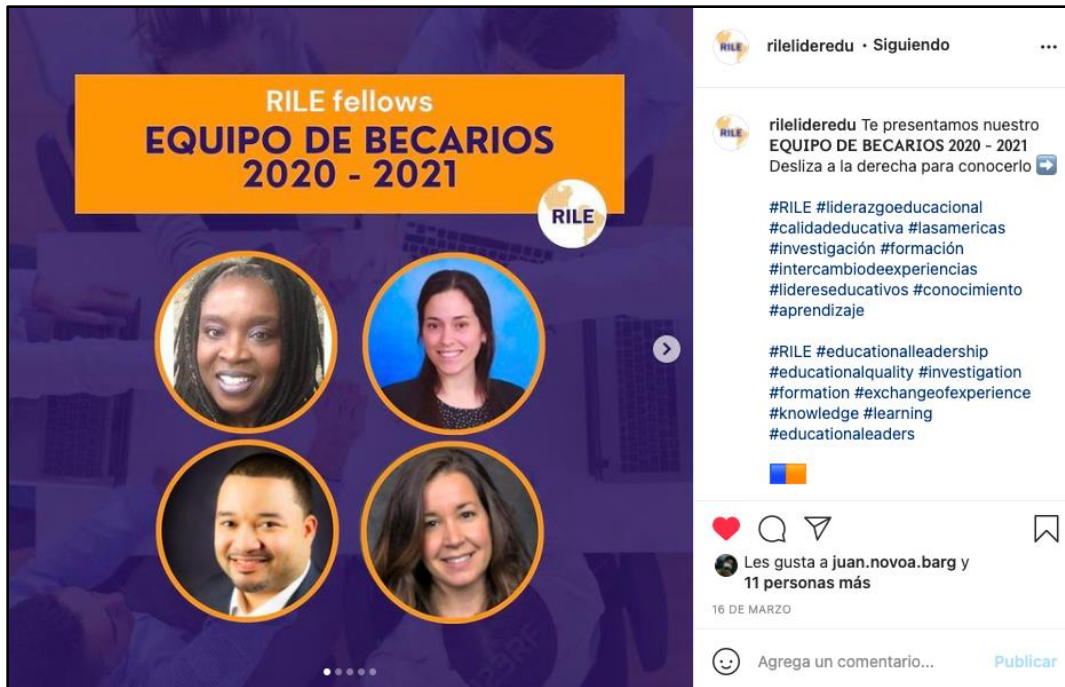 RILE fellows
EQUIPO DE BECARIOS
2020 - 2021
RILE
RILE
rilelideredu • Siguiendo
RILE
rilelideredu Te presentamos nuestro
EQUIPO DE BECARIOS 2020 - 2021
Desliza a la derecha para conocerlo ➡️
#RILE #liderazgoeducacional
#calidadeducativa #lasamericas
#investigación #formación
#intercambiodeexperiencias
#lidereseducativos #conocimiento
#aprendizaje
#RILE #educationalleadership
#educationalquality #investigation
#formation #exchangeofexperience
#knowledge #learning
#educationaleaders
Les gusta a juan.novoa.barg y
11 personas más
16 DE MARZO
Agrega un comentario... Publicar